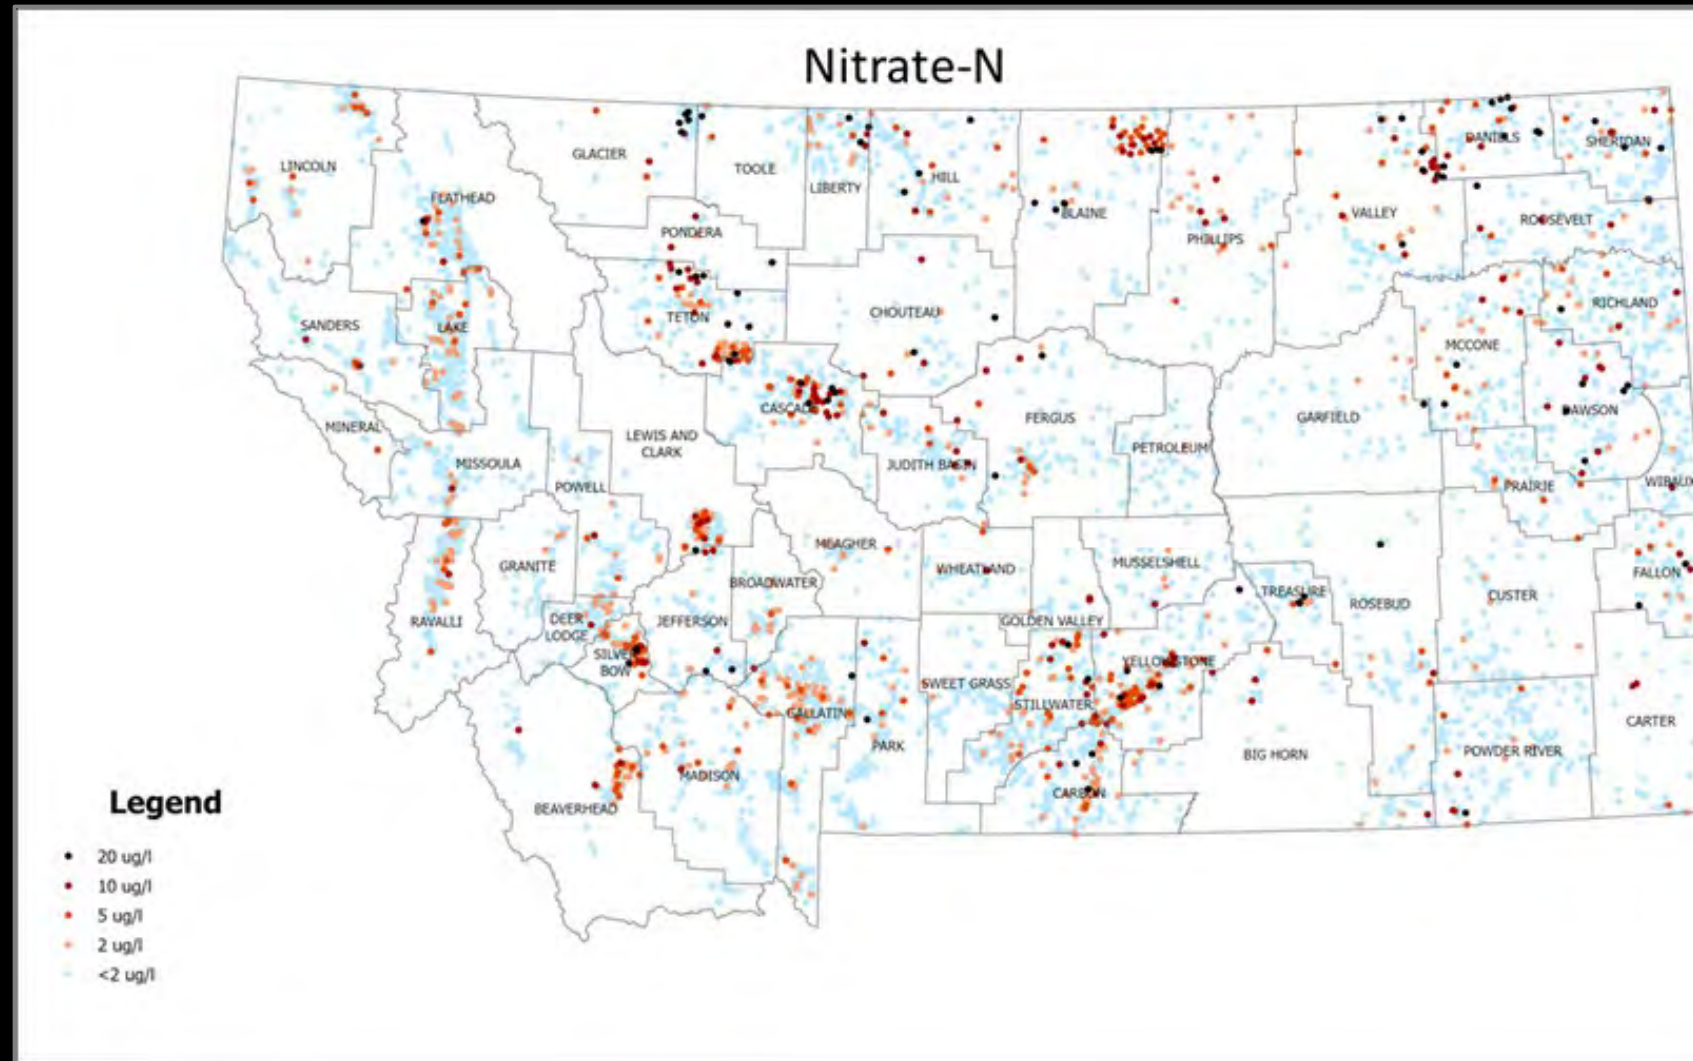 Nitrate-N
LINCOLN
FLATHEAD
GLACIER
TOOLE
LIBERTY
HILL
BLAINE
PHILLIPS
VALLEY
DANIELS
SHERIDAN
ROOSEVELT
PONDERA
TETON
CHOUTEAU
RICHLAND
SANDERS
LAKE
MCCONE
DAWSON
MINERAL
MISSOULA
POWELL
LEWIS AND
CLARK
CASCADE
JUDITH BASIN
FERGUS
PETROLEUM
GARFIELD
PRAIRIE
WIBAUX
GRANITE
MEAGHER
BROADWATER
WHEATLAND
MUSSELSHELL
TREASURE
ROSEBUD
CUSTER
FALLON
RAVALLI
DEER
LODGE
SILVER
BOW
JEFFERSON
GOLDEN VALLEY
YELLOWSTONE
SWEET GRASS
STILLWATER
GALLATIN
PARK
CARTER
BIG HORN
POWDER RIVER
MADISON
BEAVERHEAD
CARBON
Legend
20 ug/l
10 ug/l
5 ug/l
2 ug/l
<2 ug/l